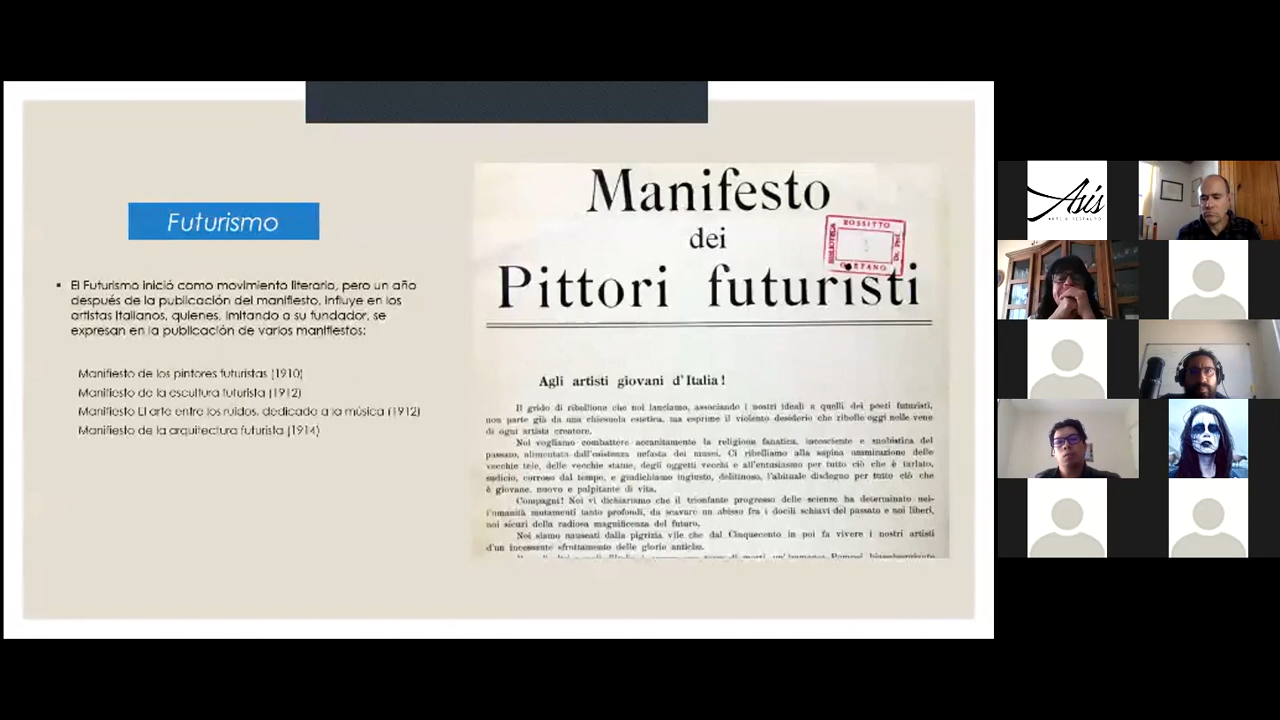 Futurismo
El Futurismo inició como movimiento literario, pero un año
después de la publicación del manifiesto, influye en los
artistas italianos, quienes, imitando a su fundador, se
expresan en la publicación de varios manifiestos:
Manifiesto de los pintores futuristas (1910)
Manifiesto de la escultura futurista (1912)
Manifiesto El arte entre los ruidos, dedicado a la música (1912)
Manifiesto de la arquitectura futurista (1914)
Manifesto
dei
Pittori futuristi
BIBLIOTECA
ROSSITTO
GAETANO
Agli artisti giovani d'Italia!
Il grido di ribellione che noi lanciamo, associando i nostri ideali a quelli dei poeti futuristi,
non parte già da una chiesuola estetica, ma esprime il violento desiderio che ribolle oggi nelle vene
di ogni artista creatore.
Noi vogliamo combattere accanitamente la religione fanatica, incosciente e snobistica del
passato, alimentata dall'esistenza nefasta dei musei. Ci ribelliamo alla supina ammirazione delle
vecchie tele, delle vecchie statue, degli oggetti vecchi e all'entusiasmo per tutto ciò che è tarlato,
sudicio, corroso dal tempo, e giudichiamo ingiusto, delittuoso, l'abituale disdegno per tutto ciò che
è giovane, nuovo e palpitante di vita.
Compagni! Noi vi dichiariamo che il trionfante progresso delle scienze ha determinato nel-
l'umanità mutamenti tanto profondi, da scavare un abisso fra i docili schiavi del passato e noi liberi,
noi sicuri della radiosa magnificenza del futuro.
Noi siamo nauseati dalla pigrizia vile che dal Cinquecento in poi fa vivere i nostri artisti
d'un incessante sfruttamento delle glorie antiche.
Asís